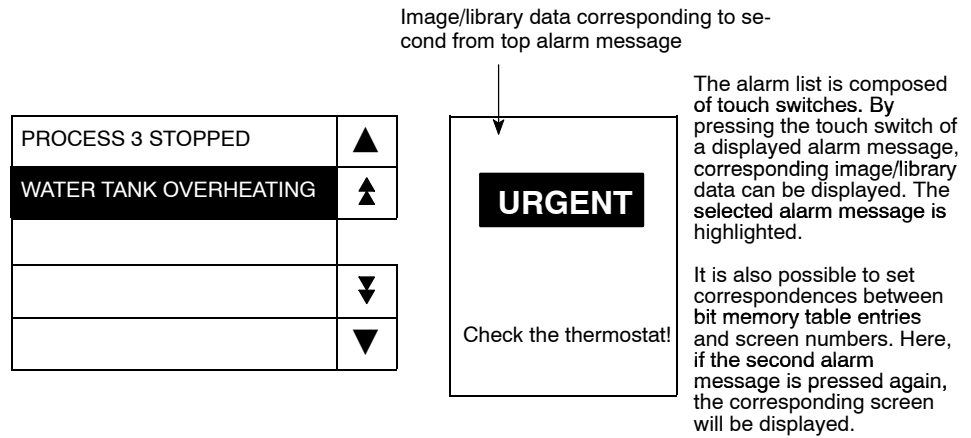 Image/library data corresponding to se-
cond from top alarm message
PROCESS 3 STOPPED
WATER TANK OVERHEATING
URGENT
Check the thermostat!
The alarm list is composed
of touch switches. By
pressing the touch switch of
a displayed alarm message,
corresponding image/library
data can be displayed. The
selected alarm message is
highlighted.
It is also possible to set
correspondences between
bit memory table entries
and screen numbers. Here,
if the second alarm
message is pressed again,
the corresponding screen
will be displayed.